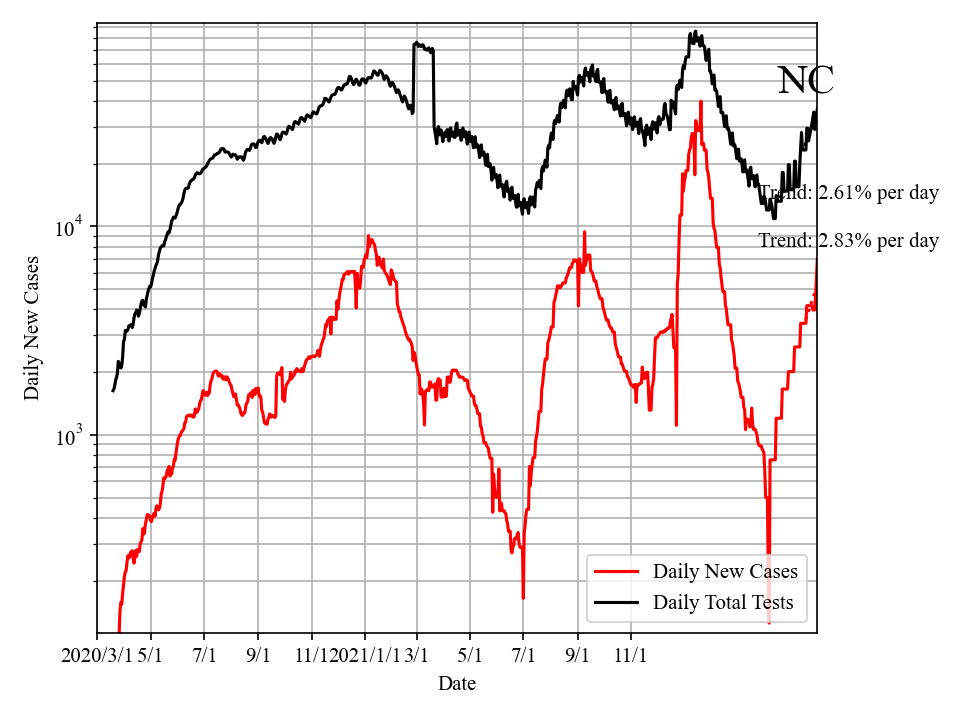 NC
Trend: 2.61% per day
Trend: 2.83% per day
Daily New Cases
10^4
10^3
Daily New Cases
Daily Total Tests
2020/3/1 5/1 7/1 9/1 11/1 2021/1/1 3/1 5/1 7/1 9/1 11/1
Date